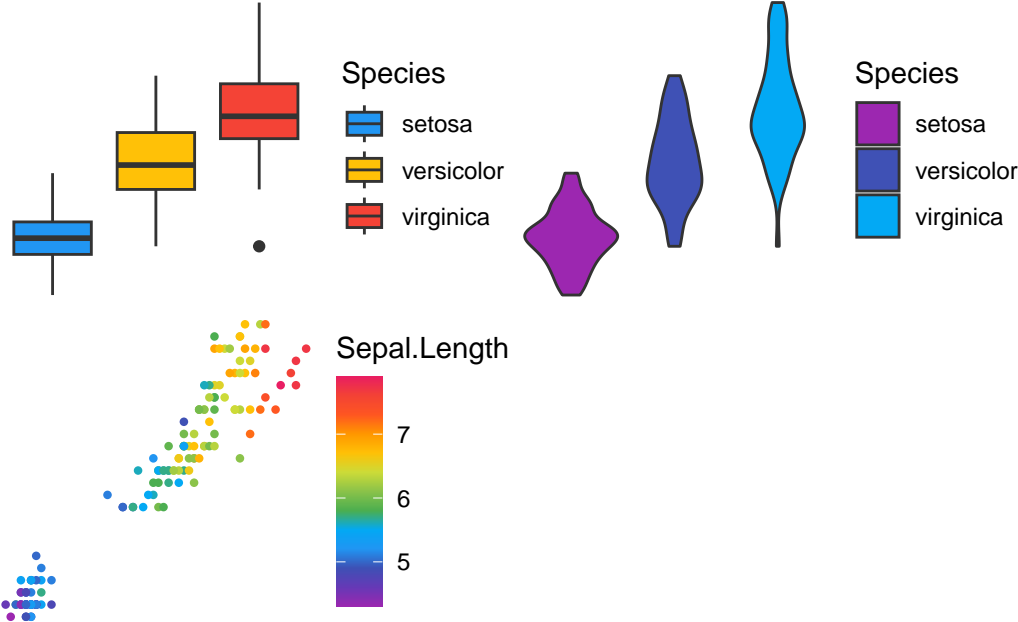 Species
setosa
versicolor
virginica
Species
setosa
versicolor
virginica
Sepal.Length
7
6
5